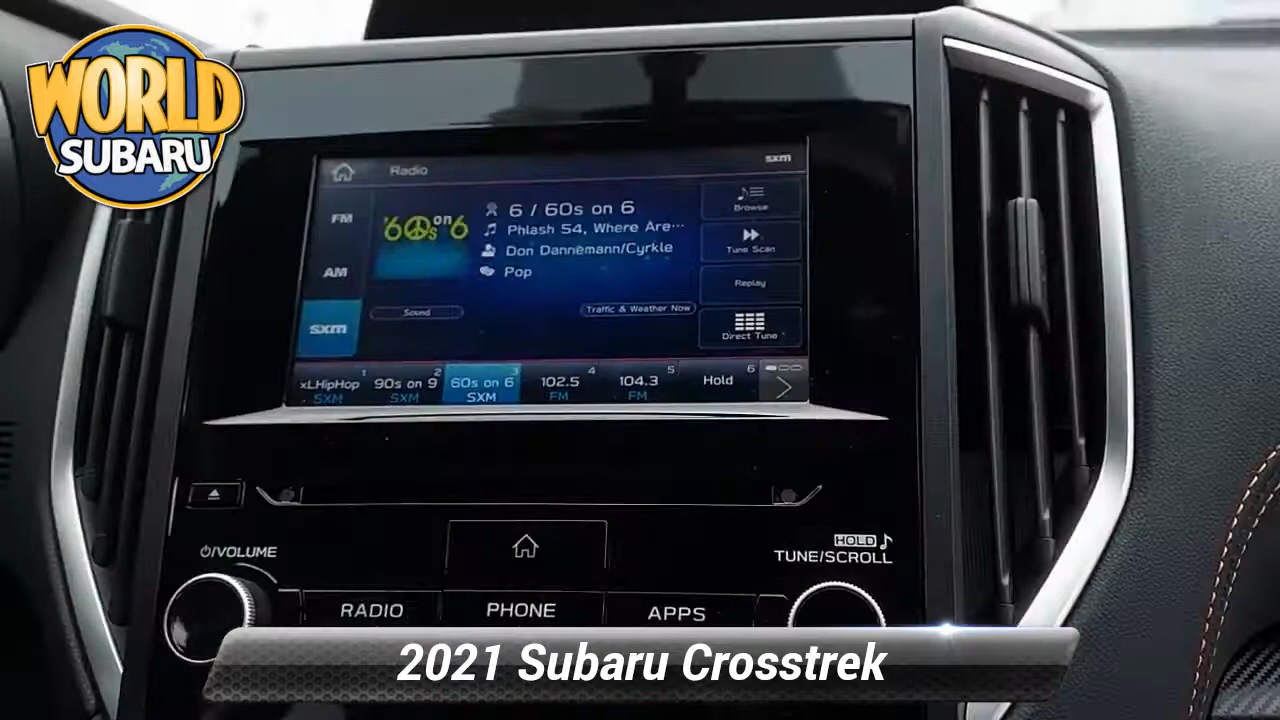 WORLD
SUBARU
Radio
sxm
FM
AM
sxm
'60s on 6
6 / 60s on 6
Phlash 54, Where Are...
Don Dannemann/Cyrkle
Pop
Sound
Traffic & Weather Now
Browse
Tune Scan
Replay
Direct Tune
1 xLHipHop SXM
2 90s on 9 SXM
3 60s on 6 SXM
4 102.5 FM
5 104.3 FM
6 Hold
/VOLUME
HOLD
TUNE/SCROLL
RADIO
PHONE
APPS
2021 Subaru Crosstrek